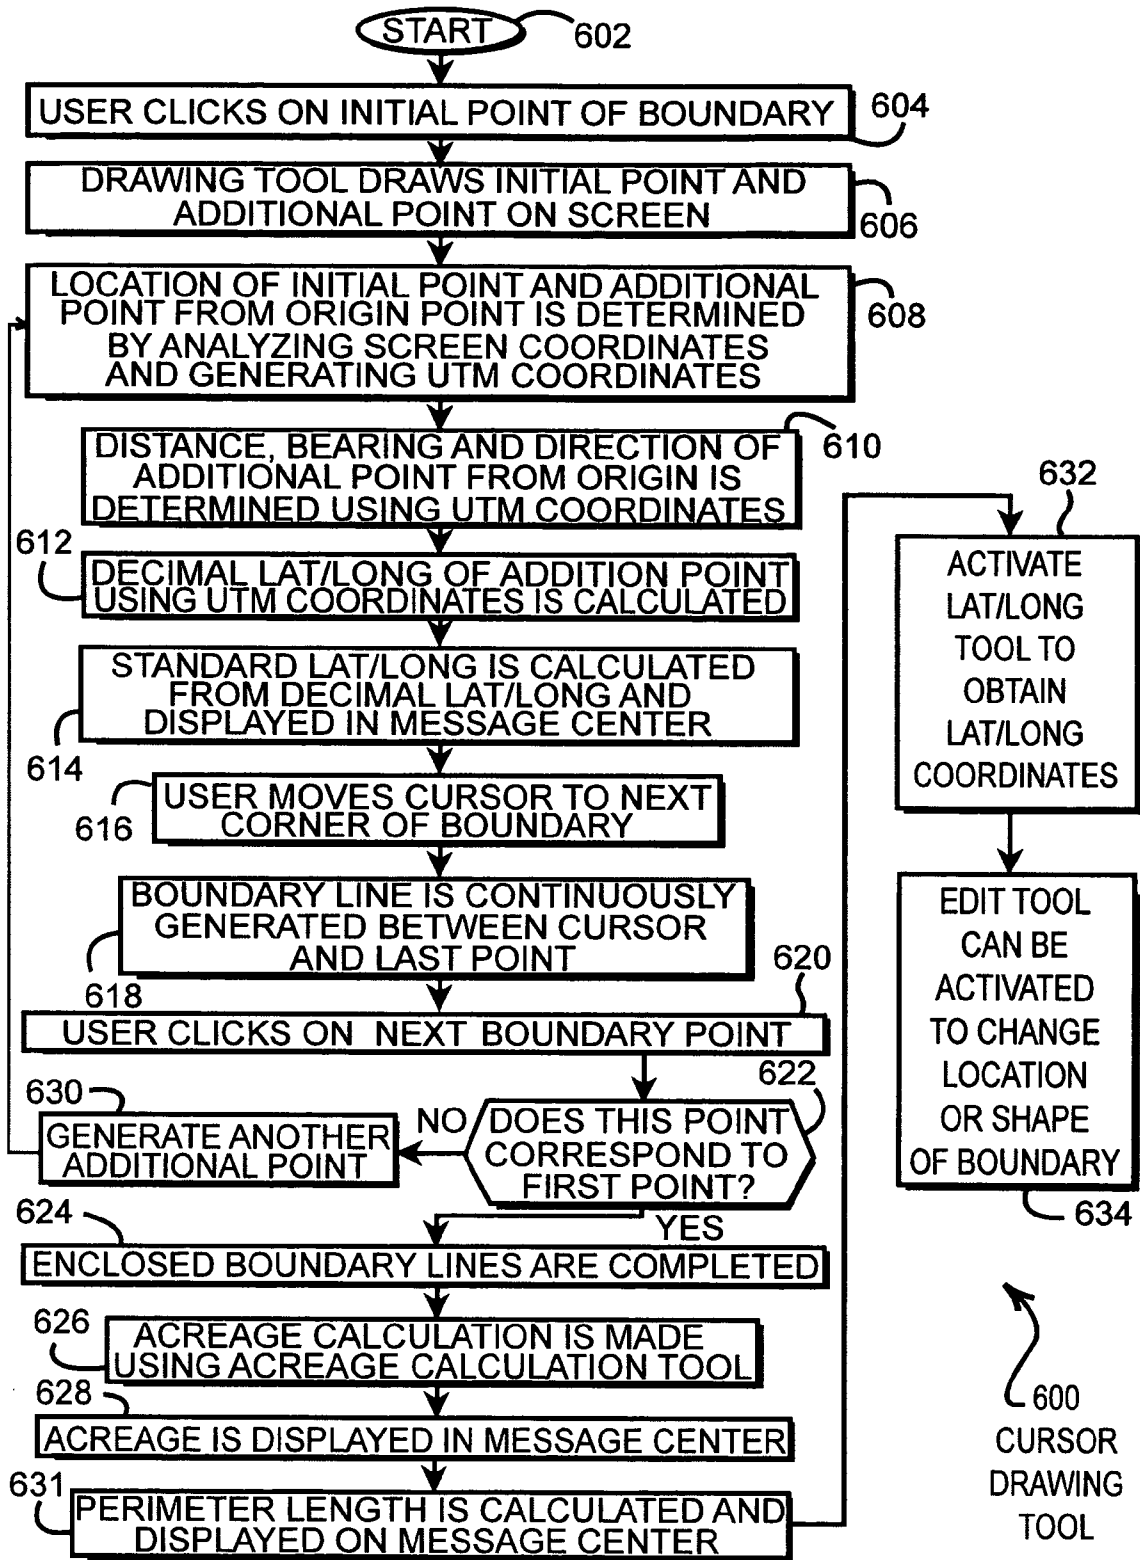 START
602
USER CLICKS ON INITIAL POINT OF BOUNDARY
604
DRAWING TOOL DRAWS INITIAL POINT AND
ADDITIONAL POINT ON SCREEN
606
LOCATION OF INITIAL POINT AND ADDITIONAL
POINT FROM ORIGIN POINT IS DETERMINED
BY ANALYZING SCREEN COORDINATES
AND GENERATING UTM COORDINATES
608
DISTANCE, BEARING AND DIRECTION OF
ADDITIONAL POINT FROM ORIGIN IS
DETERMINED USING UTM COORDINATES
610
612
DECIMAL LAT/LONG OF ADDITION POINT
USING UTM COORDINATES IS CALCULATED
STANDARD LAT/LONG IS CALCULATED
FROM DECIMAL LAT/LONG AND
DISPLAYED IN MESSAGE CENTER
614
USER MOVES CURSOR TO NEXT
CORNER OF BOUNDARY
616
BOUNDARY LINE IS CONTINUOUSLY
GENERATED BETWEEN CURSOR
AND LAST POINT
618
620
USER CLICKS ON NEXT BOUNDARY POINT
622
DOES THIS POINT
CORRESPOND TO
FIRST POINT?
NO
630
GENERATE ANOTHER
ADDITIONAL POINT
YES
624
ENCLOSED BOUNDARY LINES ARE COMPLETED
626
ACREAGE CALCULATION IS MADE
USING ACREAGE CALCULATION TOOL
628
ACREAGE IS DISPLAYED IN MESSAGE CENTER
631
PERIMETER LENGTH IS CALCULATED AND
DISPLAYED ON MESSAGE CENTER
632
ACTIVATE
LAT/LONG
TOOL TO
OBTAIN
LAT/LONG
COORDINATES
EDIT TOOL
CAN BE
ACTIVATED
TO CHANGE
LOCATION
OR SHAPE
OF BOUNDARY
634
600
CURSOR
DRAWING
TOOL